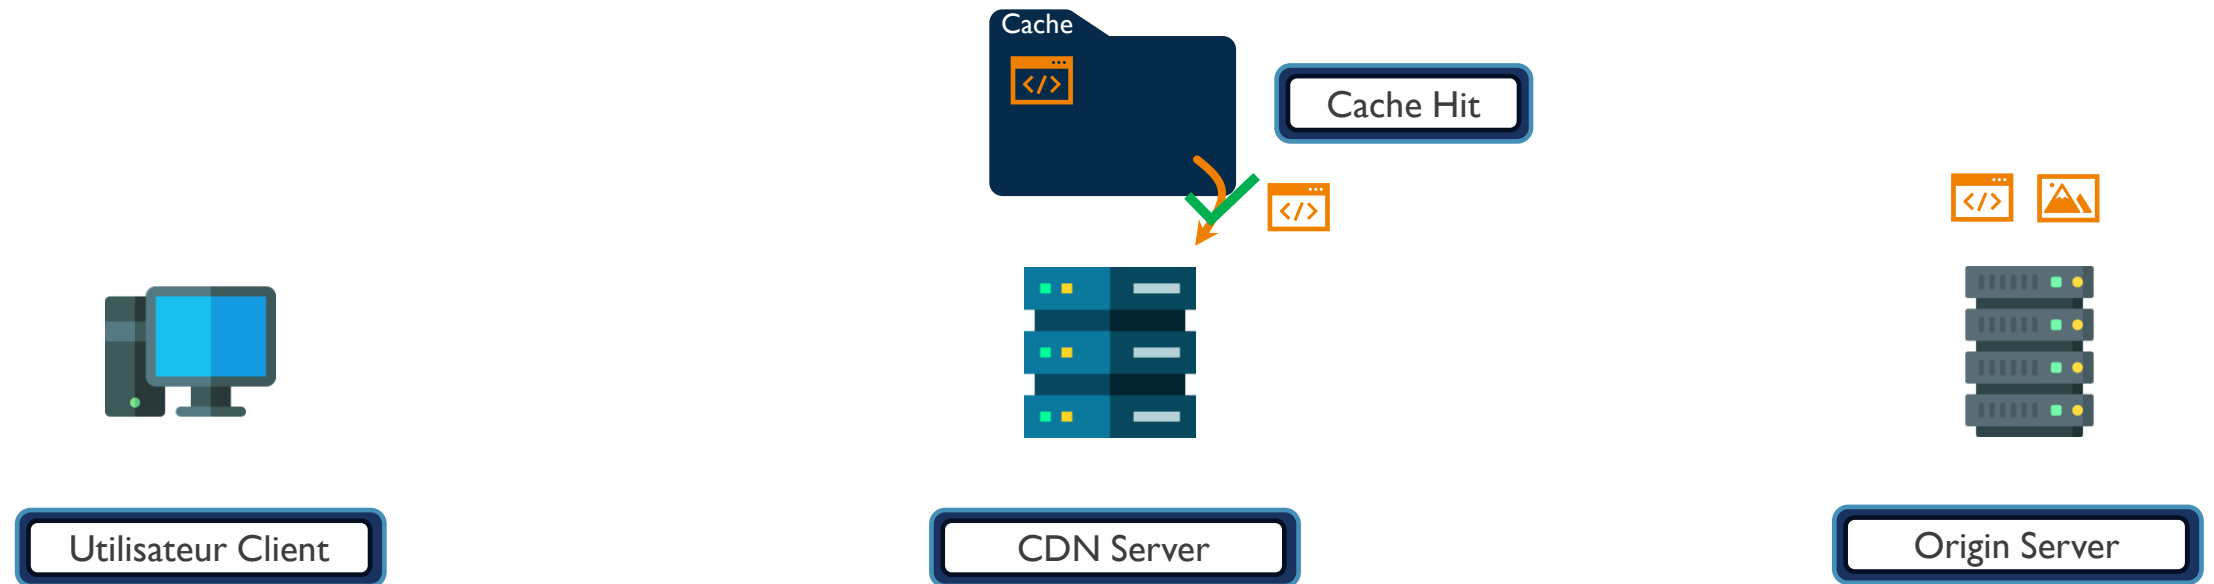 Cache
Cache Hit
Utilisateur Client
CDN Server
Origin Server